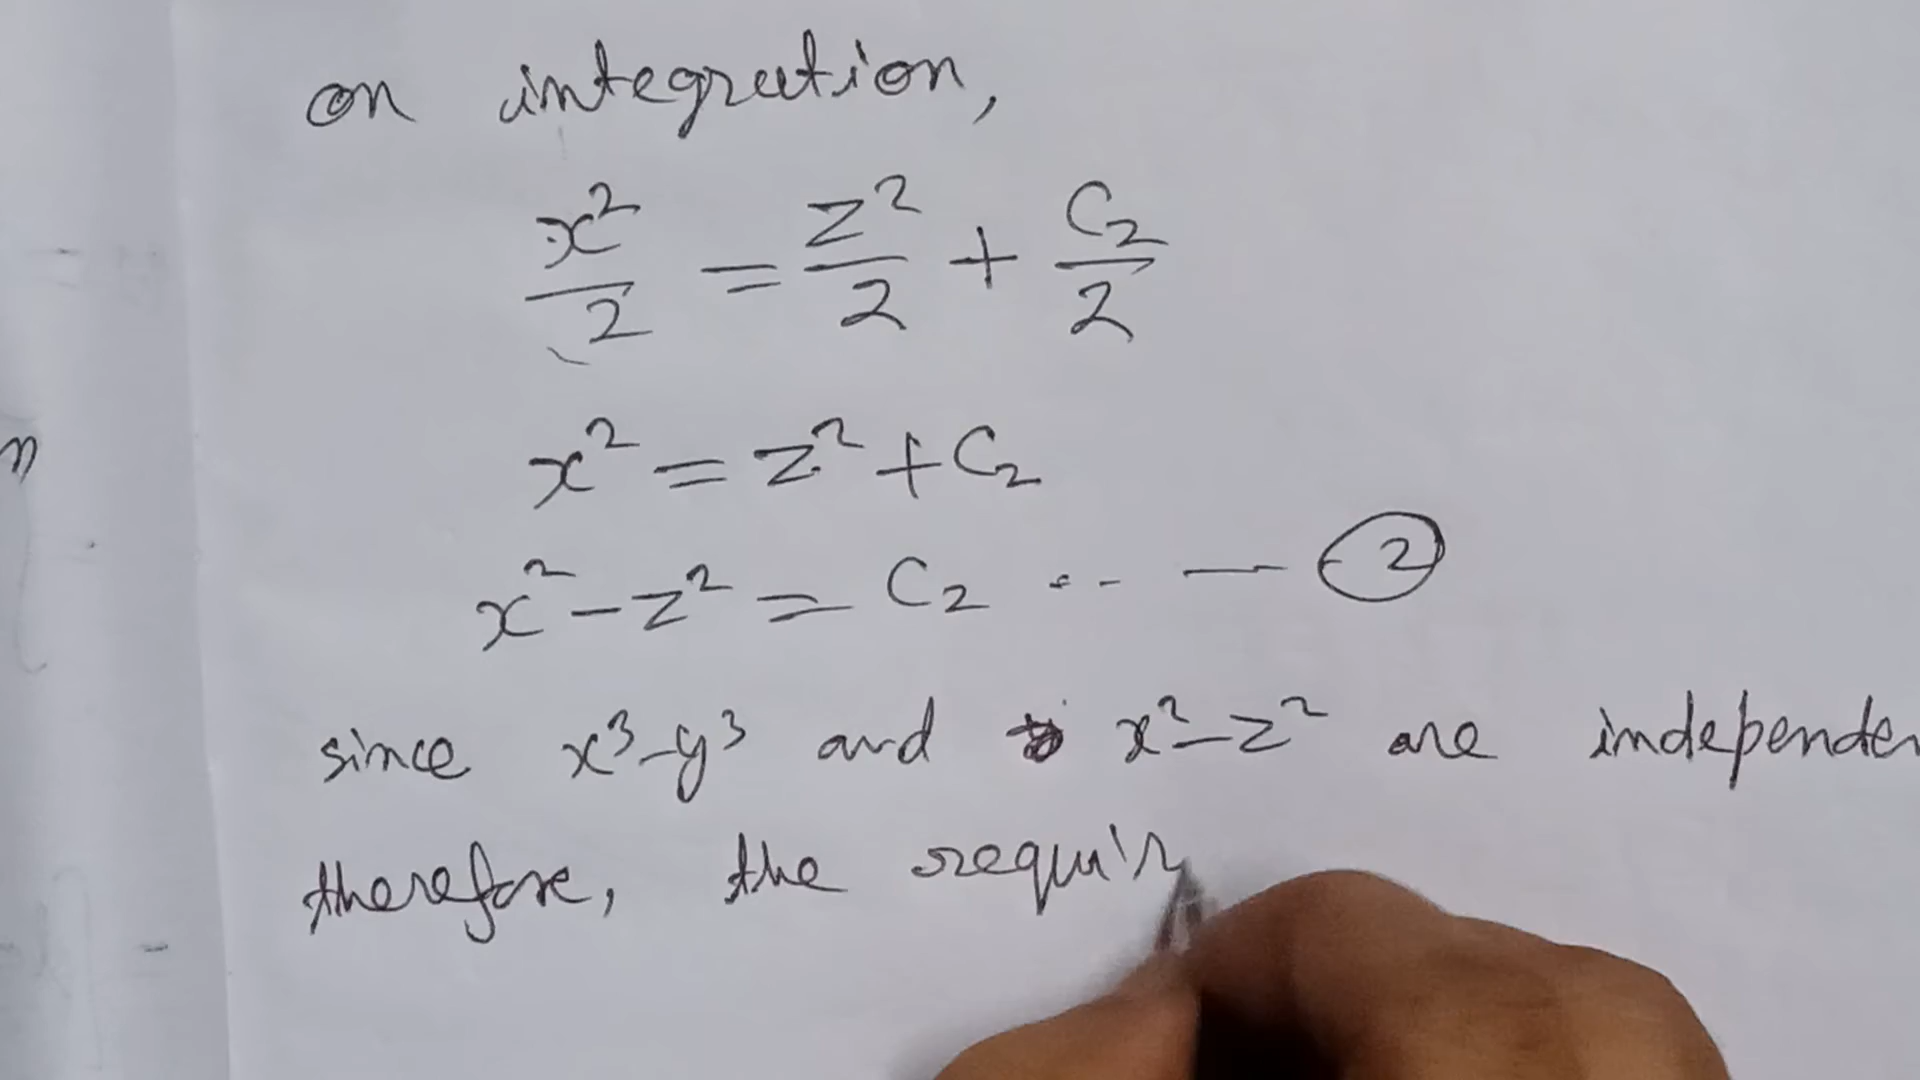 on integration,
x²/2 = z²/2 + C₂/2
x² = z² + C₂
x² - z² = C₂ .. - — ②
n
since x³-y³ and x²-z² are independen
therefore, the requir